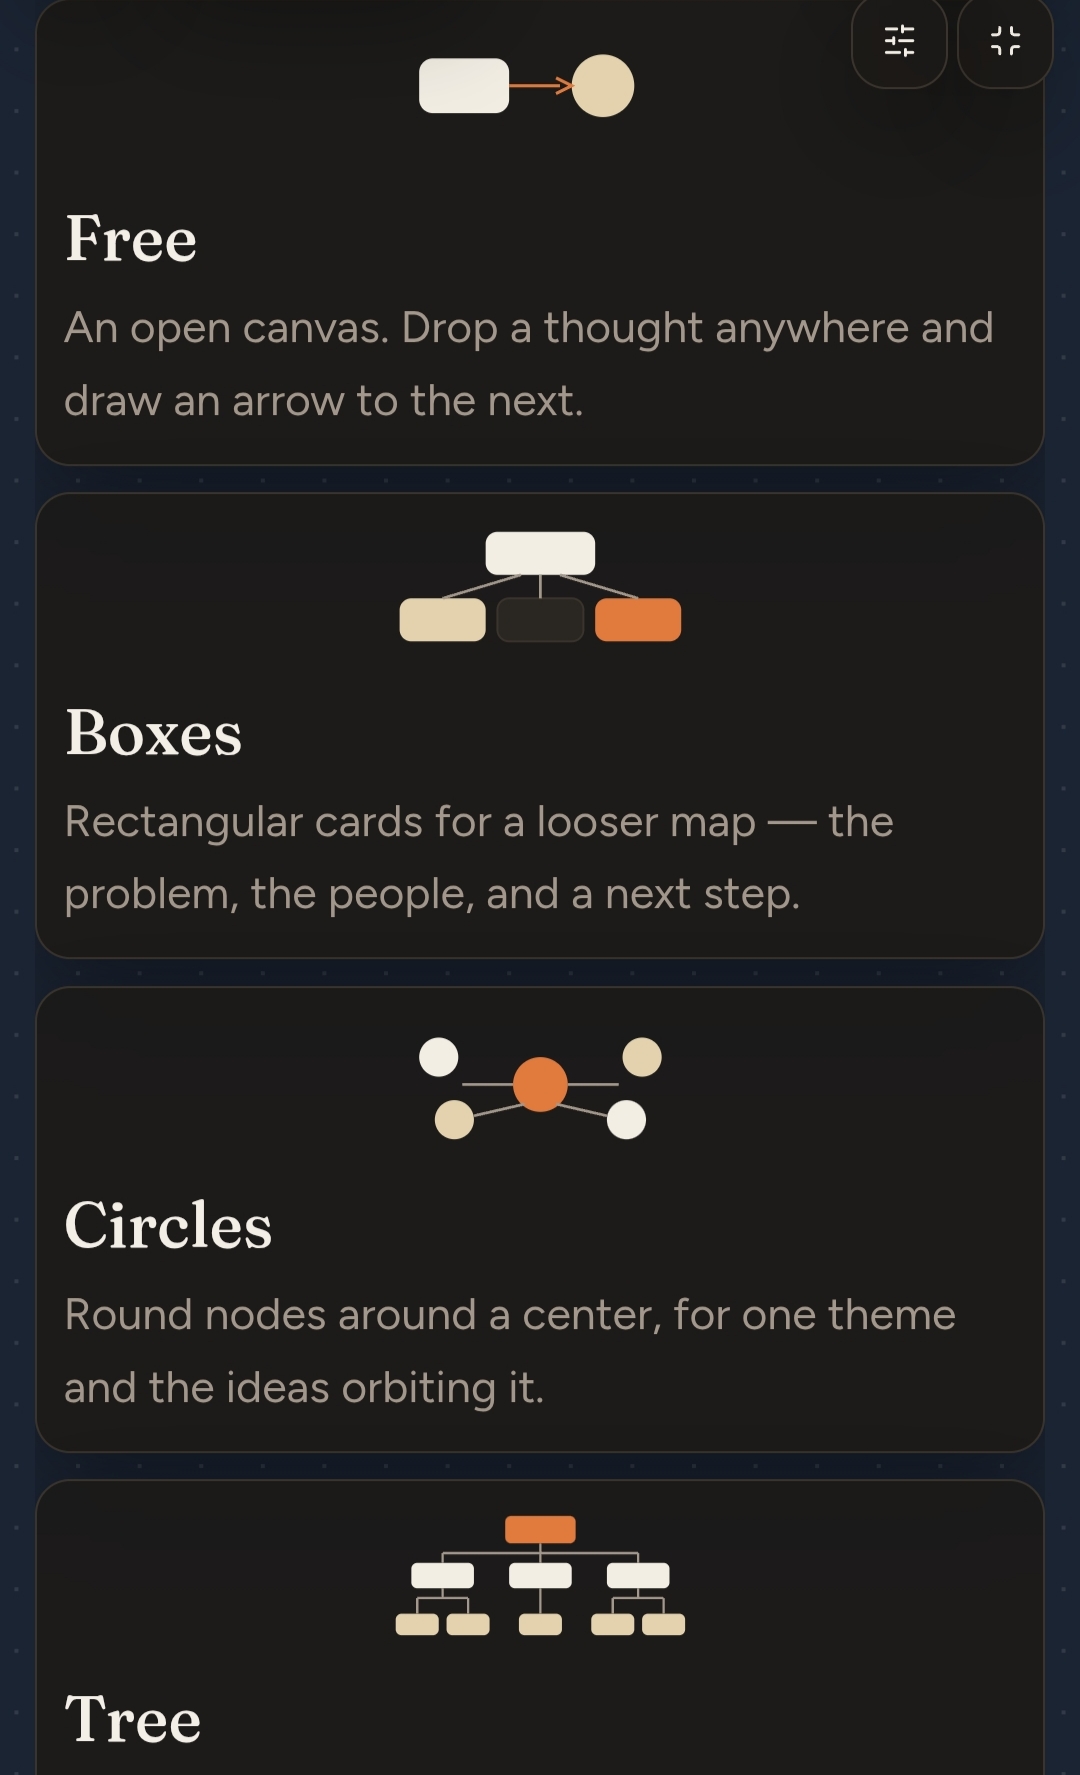 Free
An open canvas. Drop a thought anywhere and
draw an arrow to the next.
Boxes
Rectangular cards for a looser map — the
problem, the people, and a next step.
Circles
Round nodes around a center, for one theme
and the ideas orbiting it.
Tree